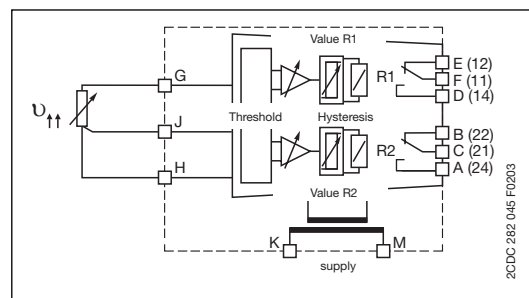 Value R1
E (12)
G
R1
F (11)
D (14)
υ
J
Threshold
Hysteresis
B (22)
R2
C (21)
H
A (24)
Value R2
K
M
supply
2CDC 282 045 F0203